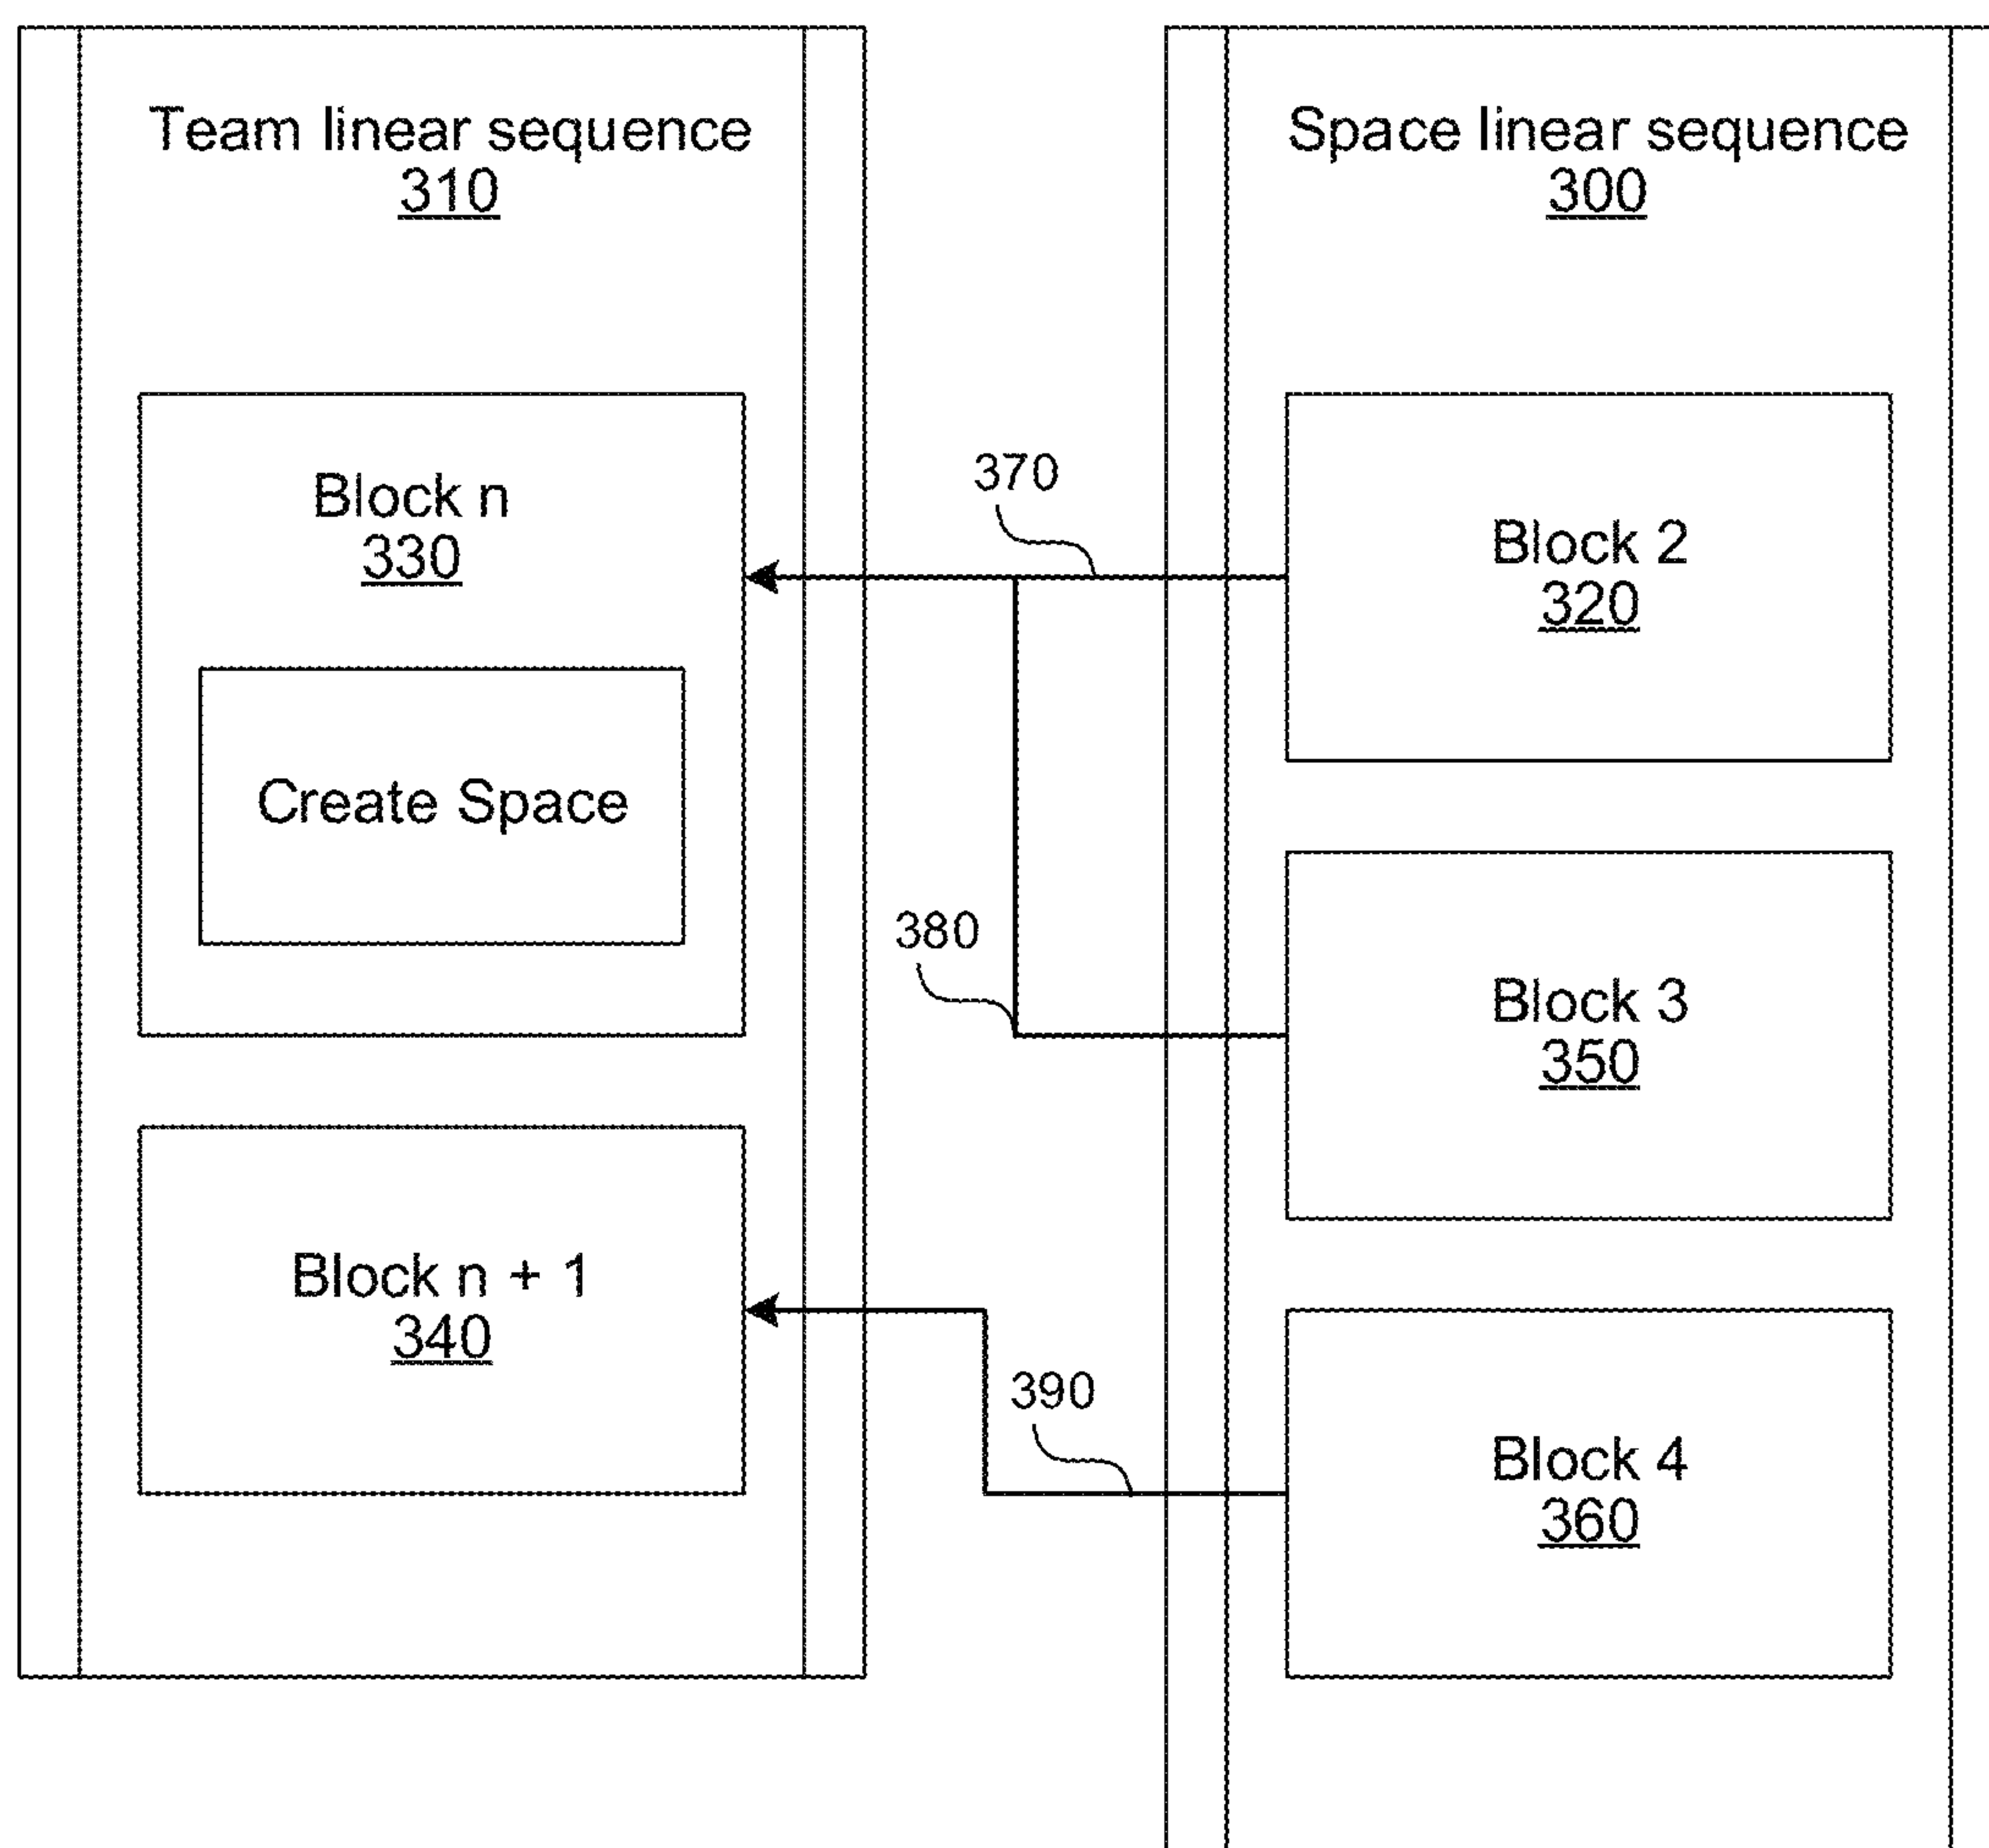 Team linear sequence
310
Space linear sequence
300
Block n
330
Create Space
Block n + 1
340
370
380
390
Block 2
320
Block 3
350
Block 4
360